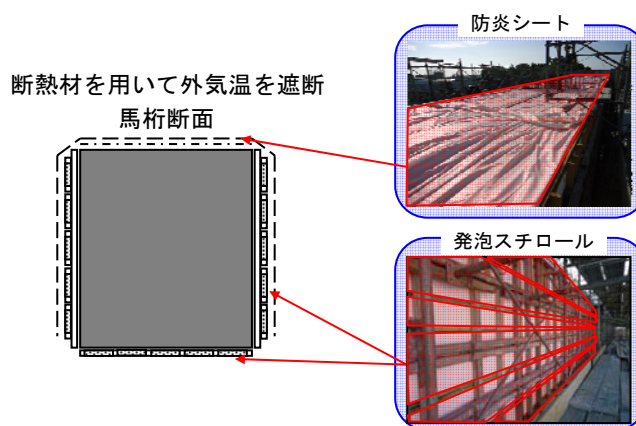 防炎シート
断熱材を用いて外気温を遮断
馬桁断面
発泡スチロール